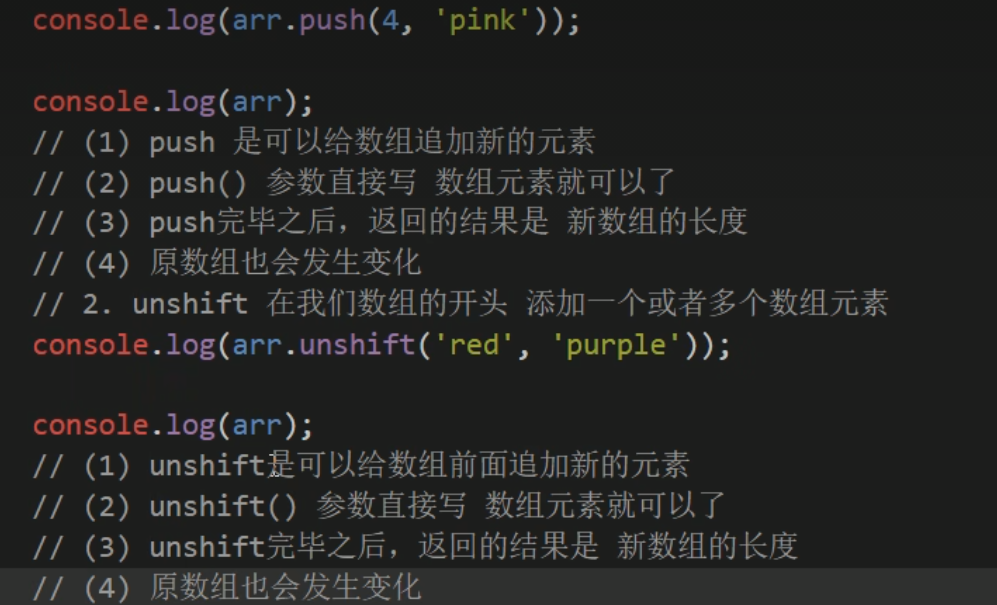 console.log(arr.push(4, 'pink'));
console.log(arr);
// (1) push 是可以给数组追加新的元素
// (2) push() 参数直接写 数组元素就可以了
// (3) push完毕之后，返回的结果是 新数组的长度
// (4) 原数组也会发生变化
// 2. unshift 在我们数组的开头 添加一个或者多个数组元素
console.log(arr.unshift('red', 'purple'));
console.log(arr);
// (1) unshift是可以给数组前面追加新的元素
// (2) unshift() 参数直接写 数组元素就可以了
// (3) unshift完毕之后，返回的结果是 新数组的长度
// (4) 原数组也会发生变化